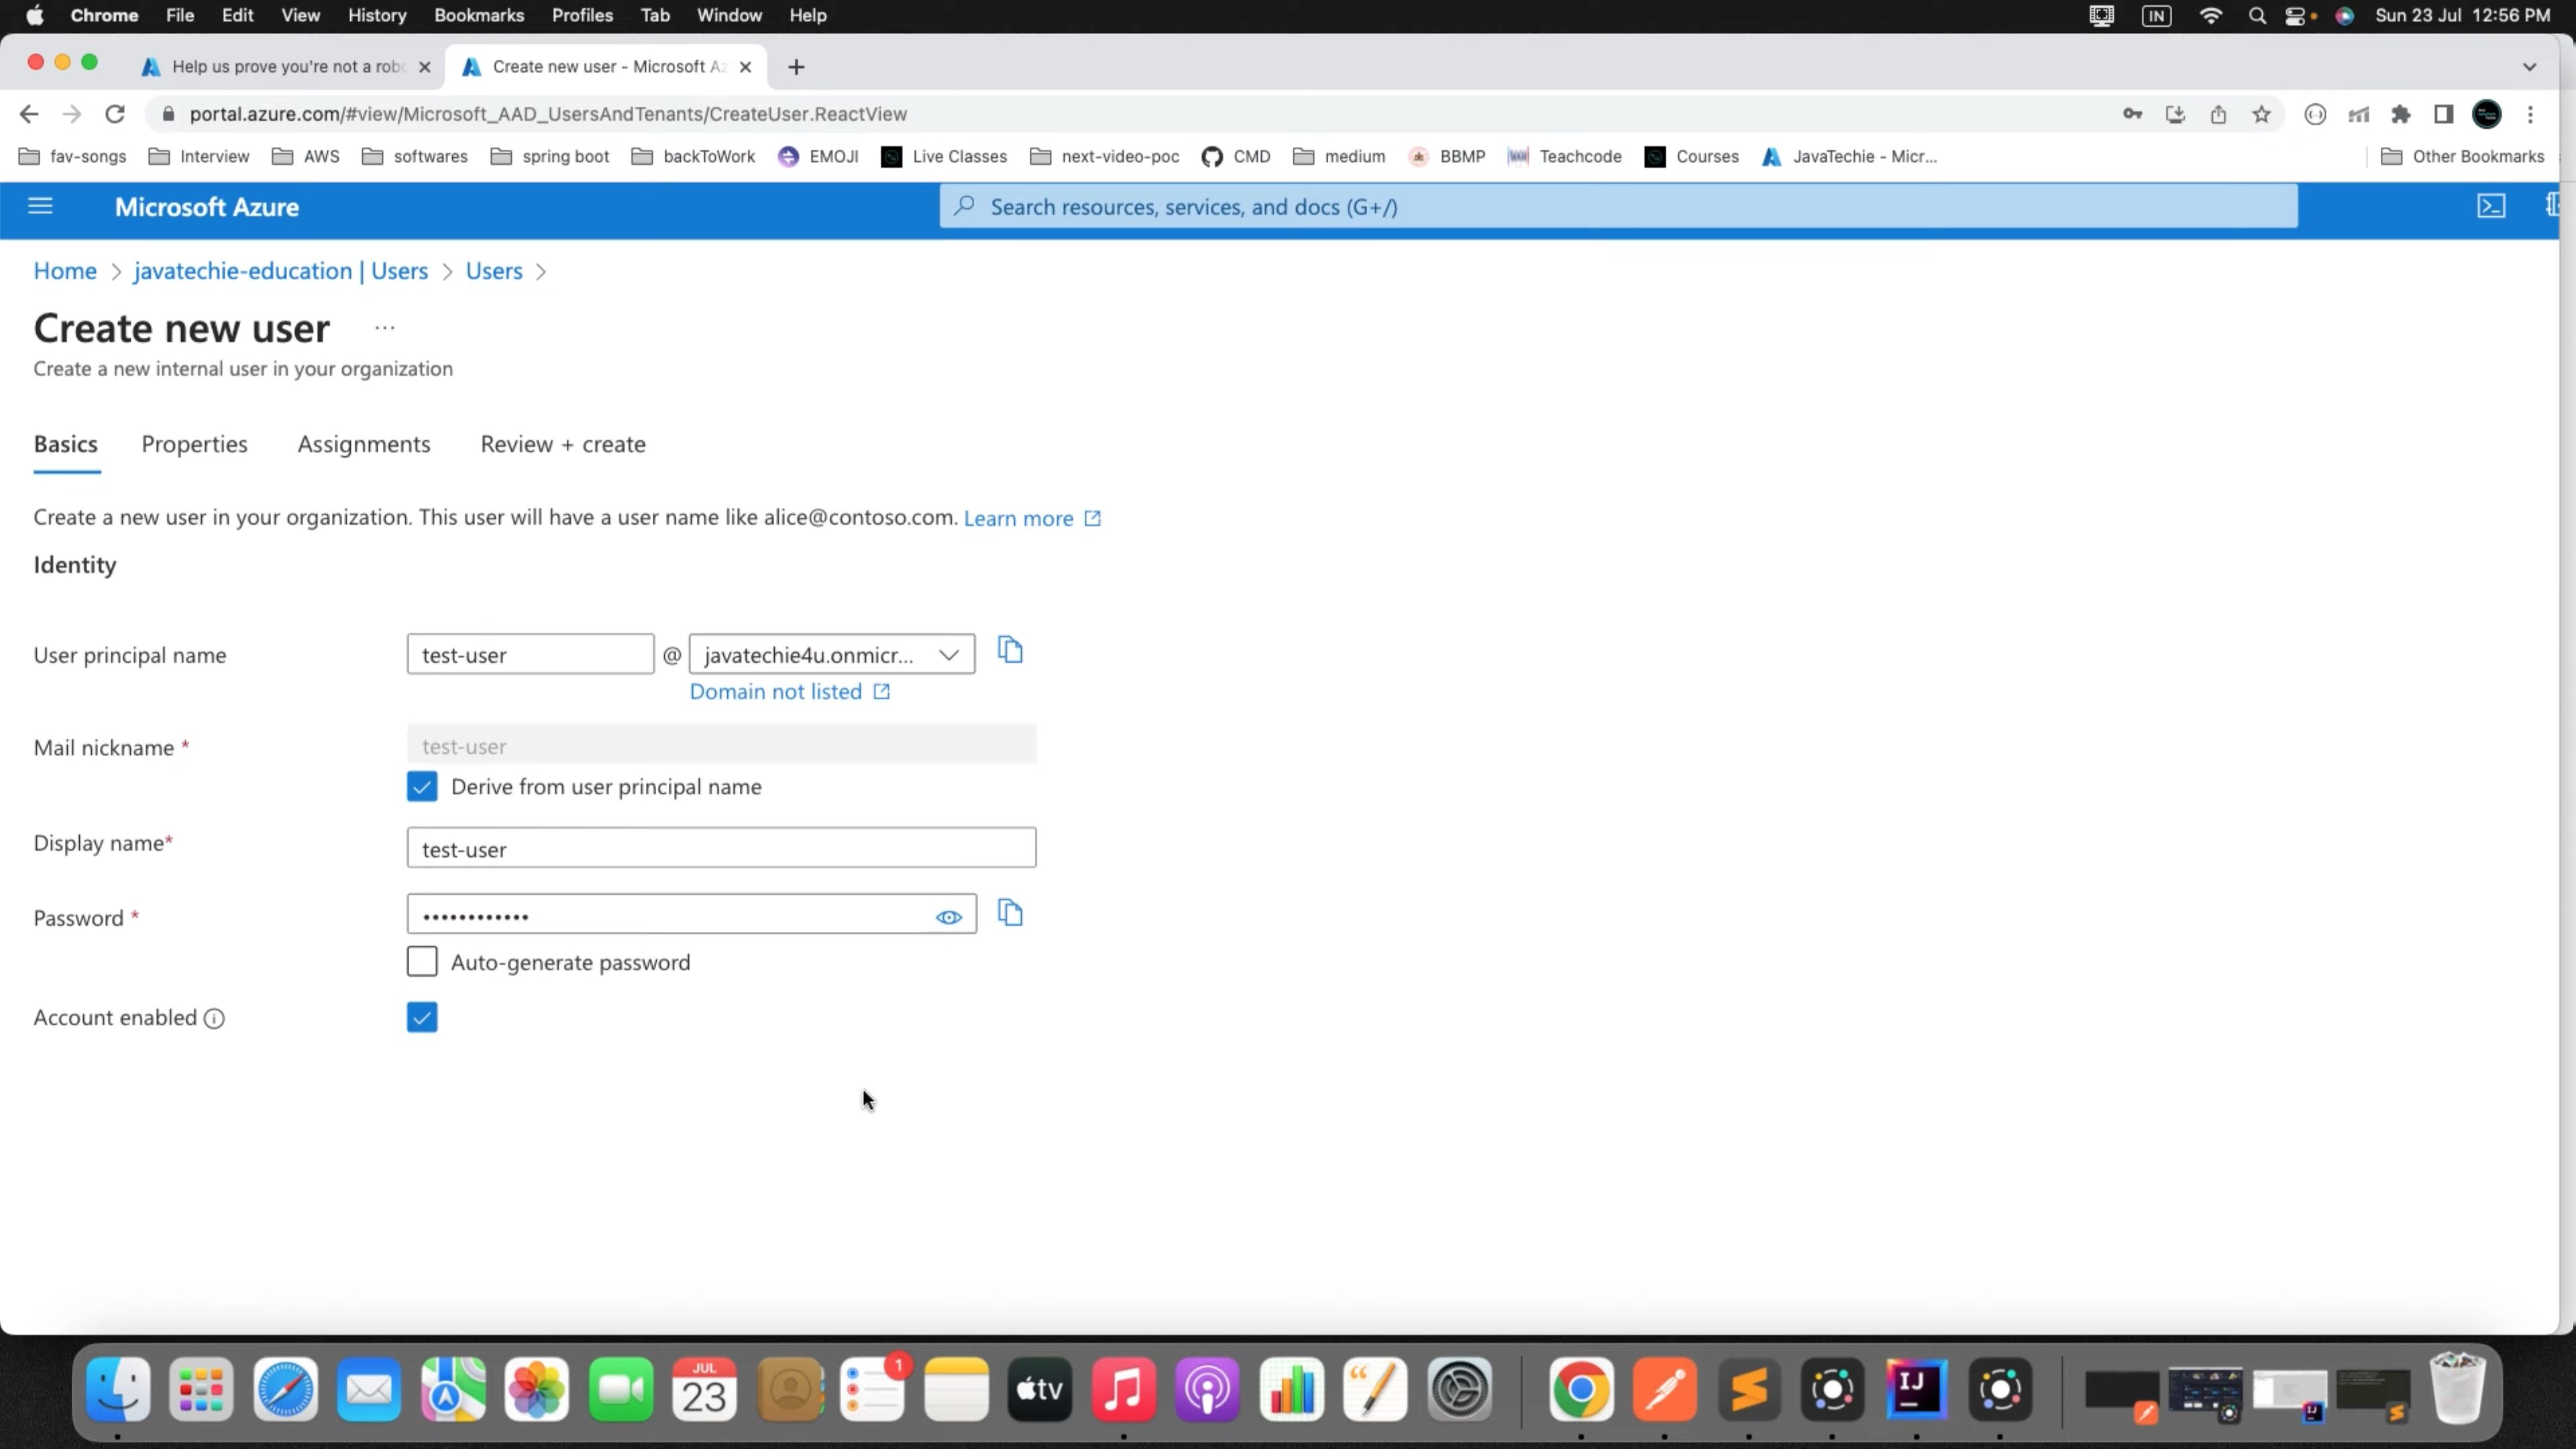 Chrome File Edit View History Bookmarks Profiles Tab Window Help IN Sun 23 Jul 12:56 PM
Help us prove you're not a robo Create new user - Microsoft Az
portal.azure.com/#view/Microsoft_AAD_UsersAndTenants/CreateUser.ReactView
fav-songs Interview AWS softwares spring boot backToWork EMOJI Live Classes next-video-poc CMD medium BBMP Teachcode Courses JavaTechie - Micr... Other Bookmarks
Microsoft Azure Search resources, services, and docs (G+/)
Home > javatechie-education | Users > Users >
Create new user ...
Create a new internal user in your organization
Basics Properties Assignments Review + create
Create a new user in your organization. This user will have a user name like alice@contoso.com. Learn more
Identity
User principal name test-user @ javatechie4u.onmicr...
Domain not listed
Mail nickname * test-user
Derive from user principal name
Display name* test-user
Password * ••••••••••••
Auto-generate password
Account enabled
JUL 23 1 tv IJ